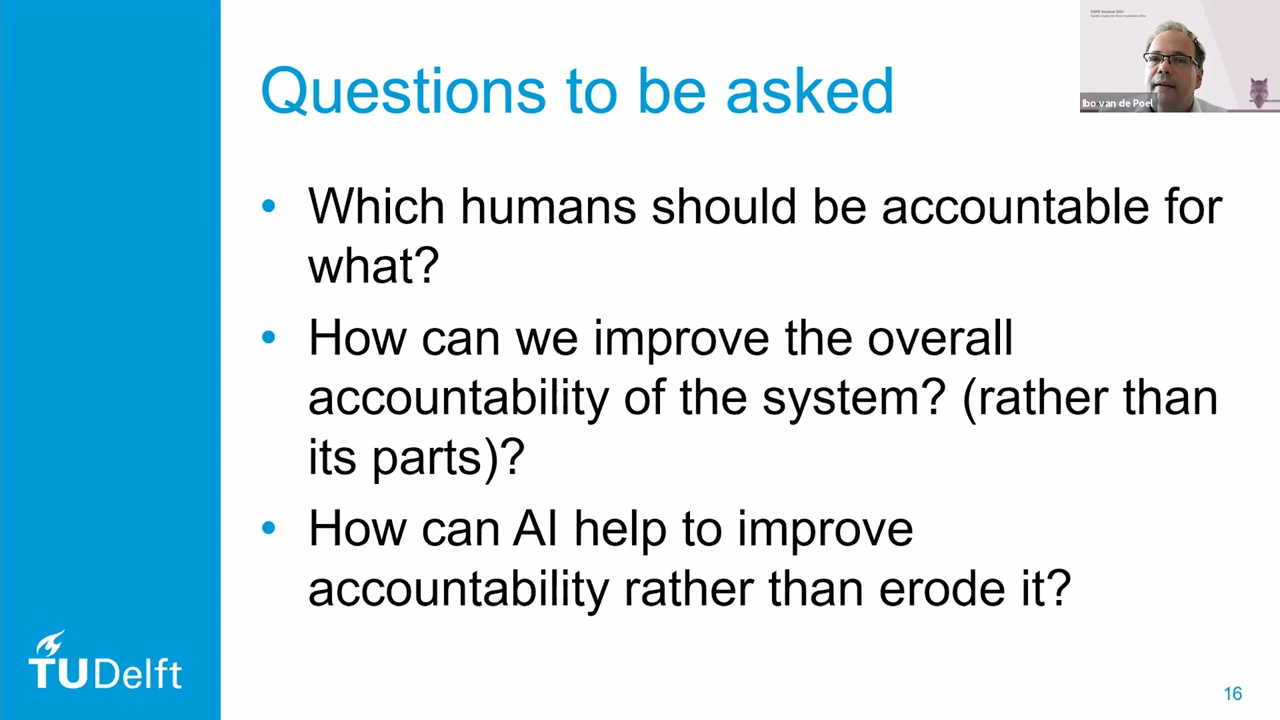 Questions to be asked
Ibo van de Poel
• Which humans should be accountable for
what?
• How can we improve the overall
accountability of the system? (rather than
its parts)?
• How can AI help to improve
accountability rather than erode it?
TUDelft
16